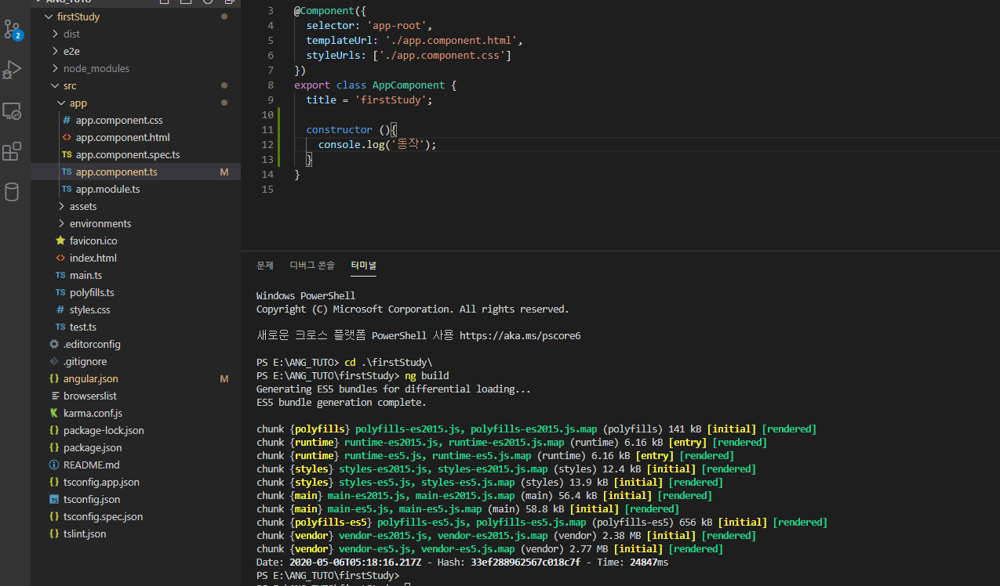 ANG_TUTO
2
firstStudy
dist
e2e
node_modules
src
app
# app.component.css
<> app.component.html
TS app.component.spec.ts
TS app.component.ts M
TS app.module.ts
assets
environments
favicon.ico
<> index.html
TS main.ts
TS polyfills.ts
# styles.css
TS test.ts
.editorconfig
.gitignore
{} angular.json M
browserslist
K karma.conf.js
{} package-lock.json
{} package.json
README.md
{} tsconfig.app.json
TS tsconfig.json
{} tsconfig.spec.json
{} tslint.json
3 @Component({
4 selector: 'app-root',
5 templateUrl: './app.component.html',
6 styleUrls: ['./app.component.css']
7 })
8 export class AppComponent {
9 title = 'firstStudy';
10
11 constructor (){
12 console.log('동작');
13 }
14 }
15
문제 디버그 콘솔 터미널
Windows PowerShell
Copyright (C) Microsoft Corporation. All rights reserved.
새로운 크로스 플랫폼 PowerShell 사용 https://aka.ms/pscore6
PS E:\ANG_TUTO> cd .\firstStudy\
PS E:\ANG_TUTO\firstStudy> ng build
Generating ES5 bundles for differential loading...
ES5 bundle generation complete.
chunk {polyfills} polyfills-es2015.js, polyfills-es2015.js.map (polyfills) 141 kB [initial] [rendered]
chunk {runtime} runtime-es2015.js, runtime-es2015.js.map (runtime) 6.16 kB [entry] [rendered]
chunk {runtime} runtime-es5.js, runtime-es5.js.map (runtime) 6.16 kB [entry] [rendered]
chunk {styles} styles-es2015.js, styles-es2015.js.map (styles) 12.4 kB [initial] [rendered]
chunk {styles} styles-es5.js, styles-es5.js.map (styles) 13.9 kB [initial] [rendered]
chunk {main} main-es2015.js, main-es2015.js.map (main) 56.4 kB [initial] [rendered]
chunk {main} main-es5.js, main-es5.js.map (main) 58.8 kB [initial] [rendered]
chunk {polyfills-es5} polyfills-es5.js, polyfills-es5.js.map (polyfills-es5) 656 kB [initial] [rendered]
chunk {vendor} vendor-es2015.js, vendor-es2015.js.map (vendor) 2.38 MB [initial] [rendered]
chunk {vendor} vendor-es5.js, vendor-es5.js.map (vendor) 2.77 MB [initial] [rendered]
Date: 2020-05-06T05:18:16.217Z - Hash: 33ef288962567c018c7f - Time: 24847ms
PS E:\ANG_TUTO\firstStudy>